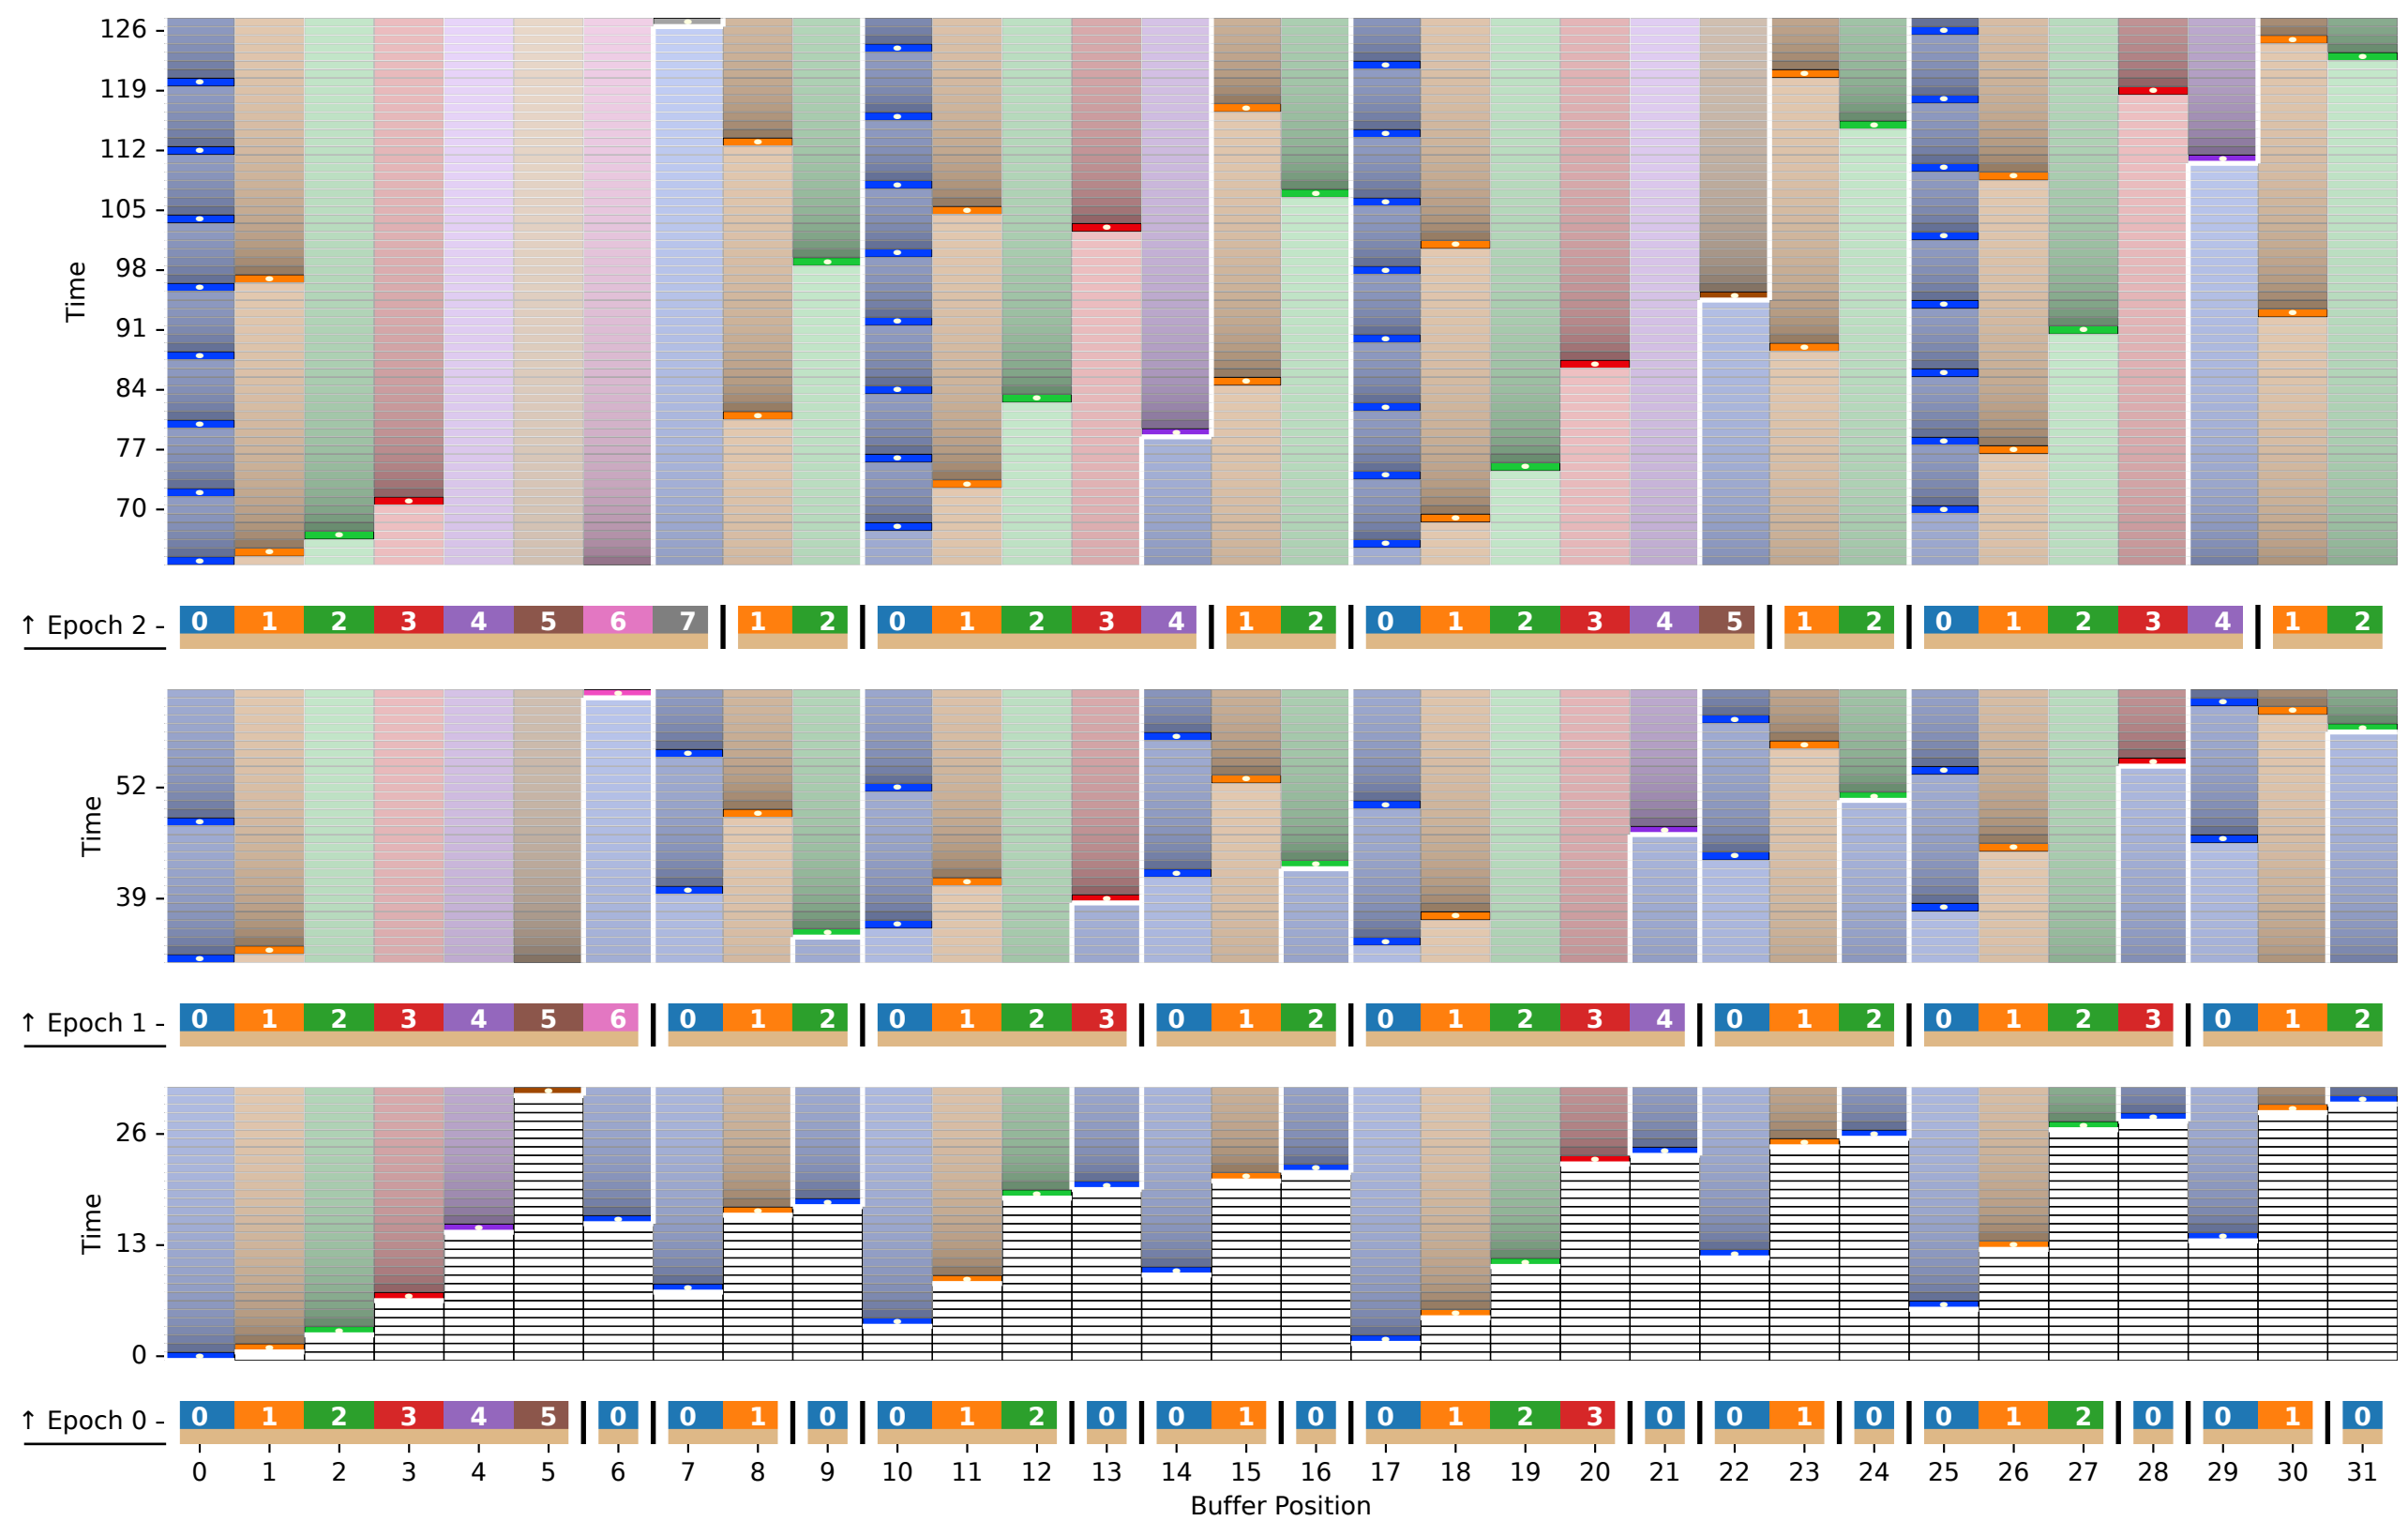 126
119
112
105
98
91
84
77
70
Time
↑ Epoch 2
0 1 2 3 4 5 6 7 1 2 0 1 2 3 4 1 2 0 1 2 3 4 5 1 2 0 1 2 3 4 1 2
52
39
Time
↑ Epoch 1
0 1 2 3 4 5 6 0 1 2 0 1 2 3 0 1 2 0 1 2 3 4 0 1 2 0 1 2 3 0 1 2
26
13
0
Time
↑ Epoch 0
0 1 2 3 4 5 0 0 1 0 0 1 2 0 0 1 0 0 1 2 3 0 0 1 0 0 1 2 0 0 1 0
0 1 2 3 4 5 6 7 8 9 10 11 12 13 14 15 16 17 18 19 20 21 22 23 24 25 26 27 28 29 30 31
Buffer Position